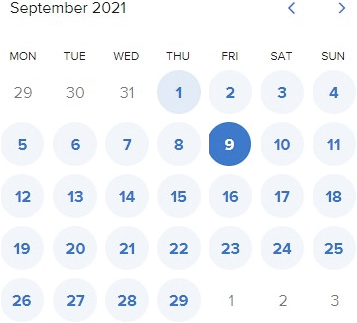 September 2021
MON TUE WED THU FRI SAT SUN
29 30 31 1 2 3 4
5 6 7 8 9 10 11
12 13 14 15 16 17 18
19 20 21 22 23 24 25
26 27 28 29 1 2 3